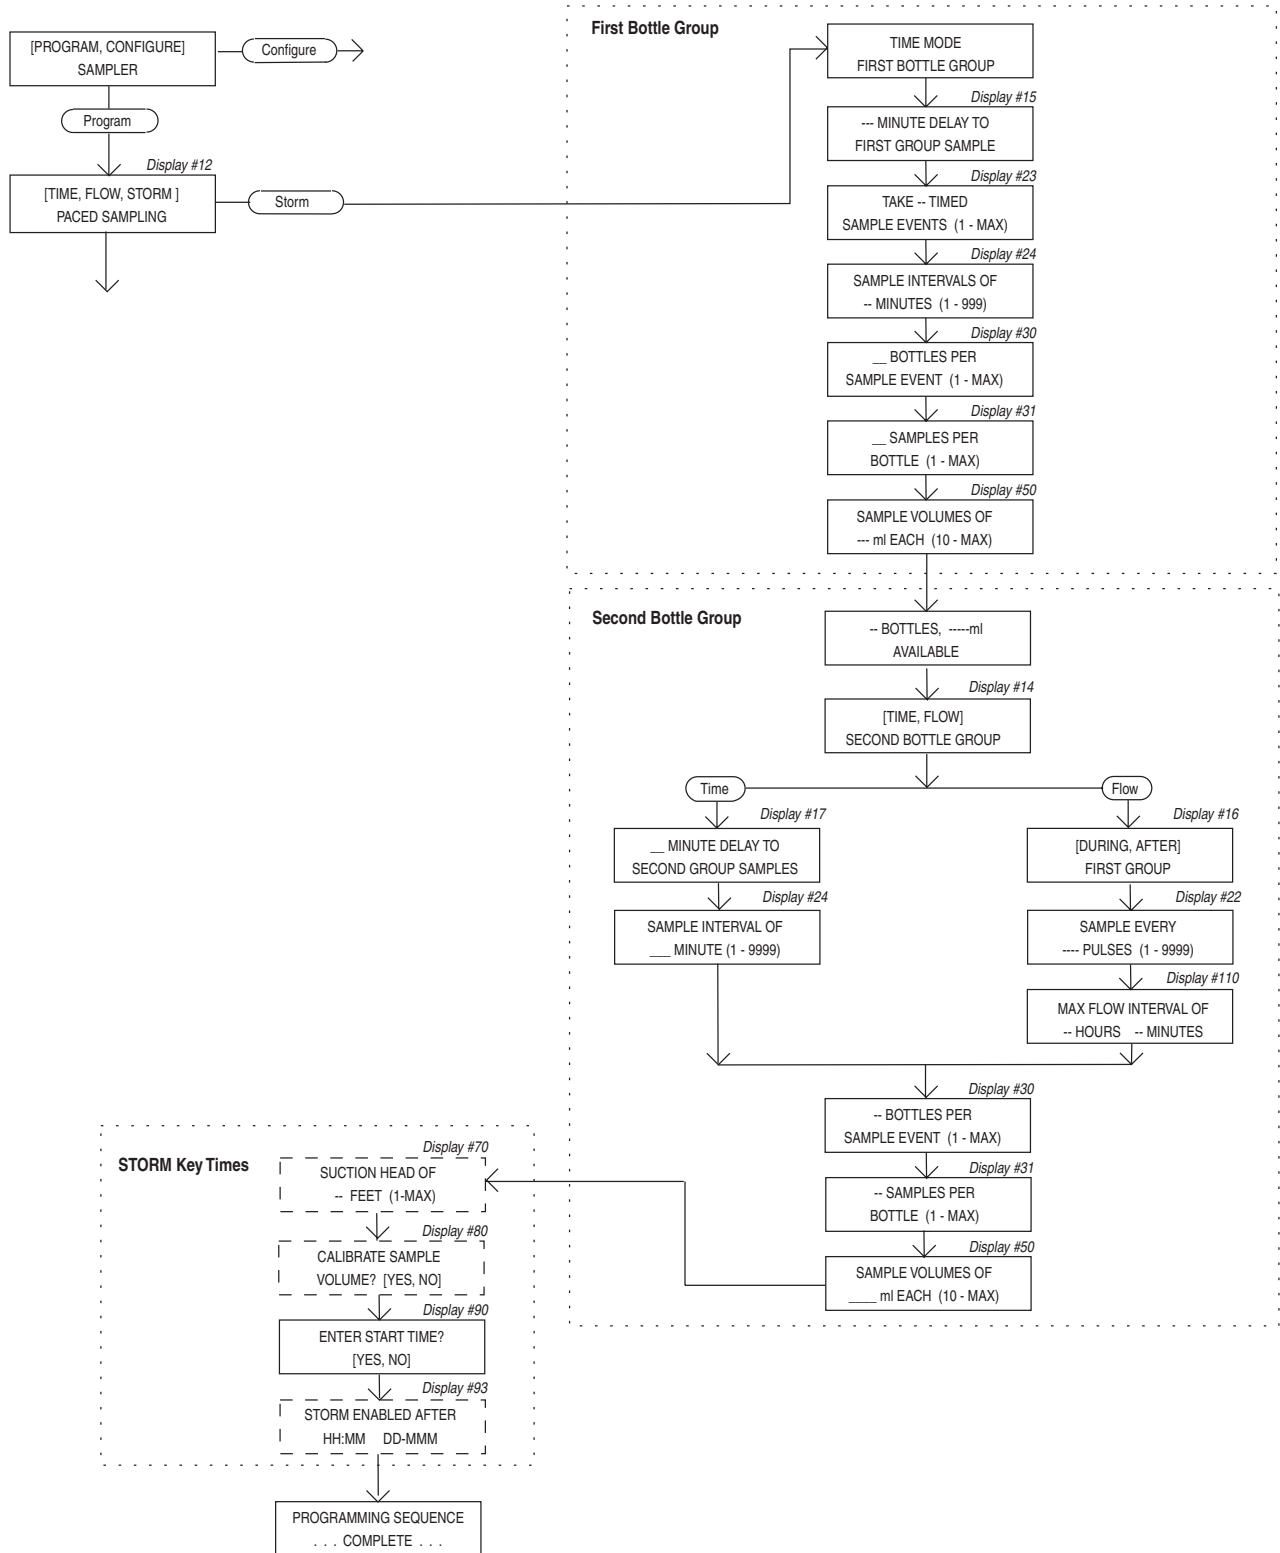 [PROGRAM, CONFIGURE]
SAMPLER
Configure
Program
Display #12
[TIME, FLOW, STORM ]
PACED SAMPLING
Storm
First Bottle Group
TIME MODE
FIRST BOTTLE GROUP
Display #15
--- MINUTE DELAY TO
FIRST GROUP SAMPLE
Display #23
TAKE -- TIMED
SAMPLE EVENTS (1 - MAX)
Display #24
SAMPLE INTERVALS OF
-- MINUTES (1 - 999)
Display #30
__ BOTTLES PER
SAMPLE EVENT (1 - MAX)
Display #31
__ SAMPLES PER
BOTTLE (1 - MAX)
Display #50
SAMPLE VOLUMES OF
--- ml EACH (10 - MAX)
Second Bottle Group
-- BOTTLES, -----ml
AVAILABLE
Display #14
[TIME, FLOW]
SECOND BOTTLE GROUP
Time
Display #17
__ MINUTE DELAY TO
SECOND GROUP SAMPLES
Display #24
SAMPLE INTERVAL OF
___ MINUTE (1 - 9999)
Flow
Display #16
[DURING, AFTER]
FIRST GROUP
Display #22
SAMPLE EVERY
---- PULSES (1 - 9999)
Display #110
MAX FLOW INTERVAL OF
-- HOURS -- MINUTES
Display #30
-- BOTTLES PER
SAMPLE EVENT (1 - MAX)
Display #31
-- SAMPLES PER
BOTTLE (1 - MAX)
Display #50
SAMPLE VOLUMES OF
____ ml EACH (10 - MAX)
STORM Key Times
Display #70
SUCTION HEAD OF
-- FEET (1-MAX)
Display #80
CALIBRATE SAMPLE
VOLUME? [YES, NO]
Display #90
ENTER START TIME?
[YES, NO]
Display #93
STORM ENABLED AFTER
HH:MM DD-MMM
PROGRAMMING SEQUENCE
. . . COMPLETE . . .